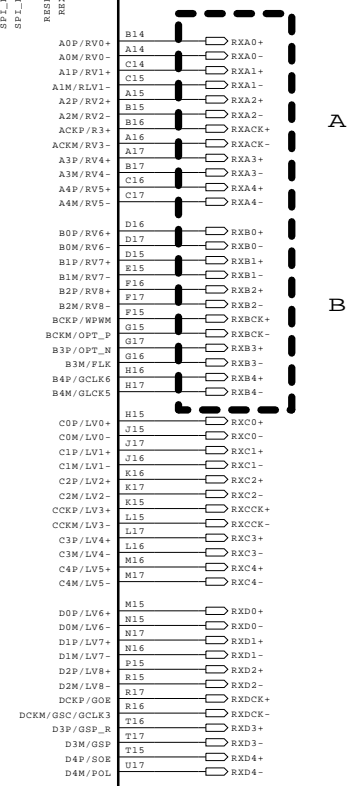 SPI_
SPI_
RESE
RE
A0P/RV0+ B14 RXA0+
A0M/RV0- A14 RXA0-
A1P/RV1+ C14 RXA1+
A1M/RLV1- C15 RXA1-
A2P/RV2+ A15 RXA2+
A2M/RV2- B15 RXA2-
ACKP/R3+ B16 RXACK+
ACKM/RV3- A16 RXACK-
A3P/RV4+ A17 RXA3+
A3M/RV4- B17 RXA3-
A4P/RV5+ C16 RXA4+
A4M/RV5- C17 RXA4-
A
B0P/RV6+ D16 RXB0+
B0M/RV6- D17 RXB0-
B1P/RV7+ D15 RXB1+
B1M/RV7- E15 RXB1-
B2P/RV8+ F16 RXB2+
B2M/RV8- F17 RXB2-
BCKP/WPWM F15 RXBCK+
BCKM/OPT_P G15 RXBCK-
B3P/OPT_N G17 RXB3+
B3M/FLK G16 RXB3-
B4P/GCLK6 H16 RXB4+
B4M/GLCK5 H17 RXB4-
B
C0P/LV0+ H15 RXC0+
C0M/LV0- J15 RXC0-
C1P/LV1+ J17 RXC1+
C1M/LV1- J16 RXC1-
C2P/LV2+ K16 RXC2+
C2M/LV2- K17 RXC2-
CCKP/LV3+ K15 RXCCK+
CCKM/LV3- L15 RXCCK-
C3P/LV4+ L17 RXC3+
C3M/LV4- L16 RXC3-
C4P/LV5+ M16 RXC4+
C4M/LV5- M17 RXC4-
D0P/LV6+ M15 RXD0+
D0M/LV6- N15 RXD0-
D1P/LV7+ N17 RXD1+
D1M/LV7- N16 RXD1-
D2P/LV8+ P15 RXD2+
D2M/LV8- R15 RXD2-
DCKP/GOE R17 RXDCK+
DCKM/GSC/GCLK3 R16 RXDCK-
D3P/GSP_R T16 RXD3+
D3M/GSP T17 RXD3-
D4P/SOE T15 RXD4+
D4M/POL U17 RXD4-